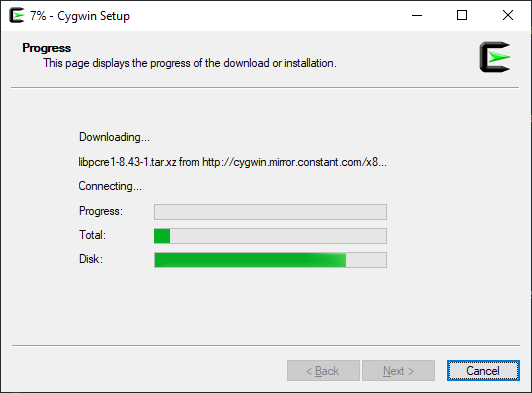 7% - Cygwin Setup
Progress
This page displays the progress of the download or installation.
Downloading...
libpcre1-8.43-1.tar.xz from http://cygwin.mirror.constant.com/x8...
Connecting...
Progress:
Total:
Disk:
< Back Next > Cancel